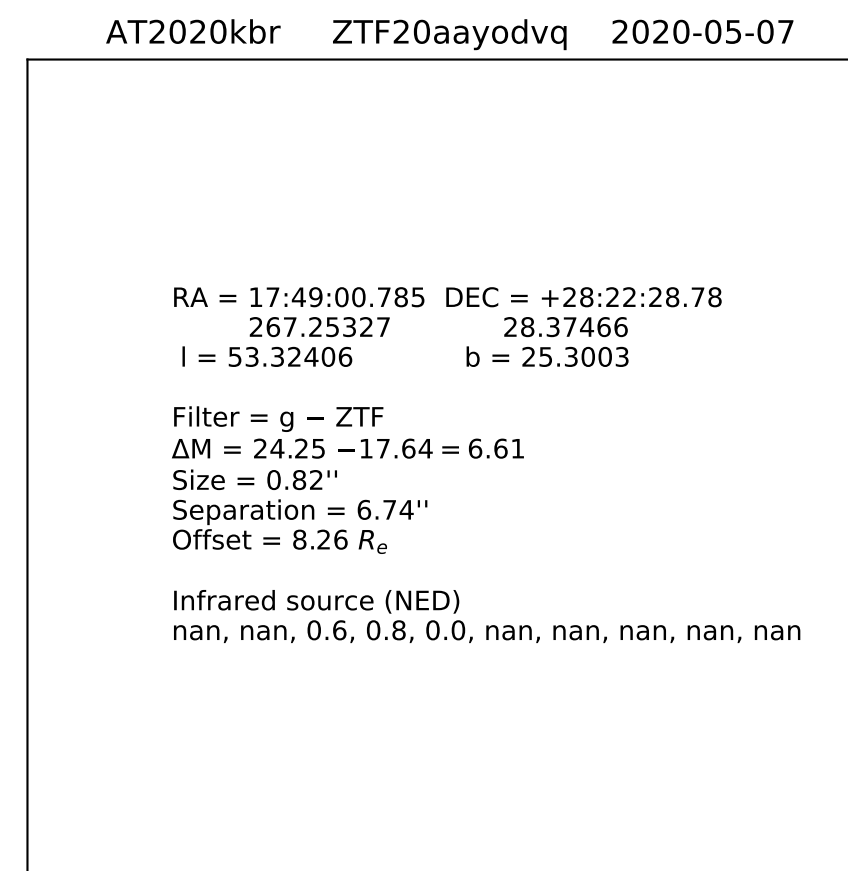 AT2020kbr ZTF20aayodvq 2020-05-07
RA = 17:49:00.785 DEC = +28:22:28.78
267.25327 28.37466
l = 53.32406 b = 25.3003
Filter = g − ZTF
ΔM = 24.25 −17.64 = 6.61
Size = 0.82''
Separation = 6.74''
Offset = 8.26 Rₑ
Infrared source (NED)
nan, nan, 0.6, 0.8, 0.0, nan, nan, nan, nan, nan